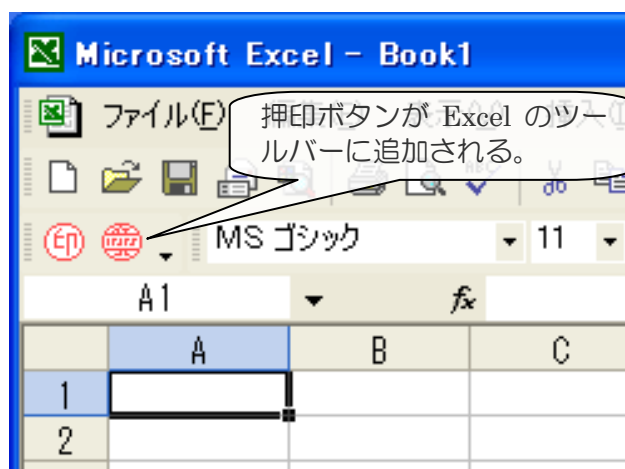 Microsoft Excel - Book1
ファイル(F)
押印ボタンが Excel のツー
ルバーに追加される。
印
MS ゴシック
11
A1
fx
A
B
C
1
2